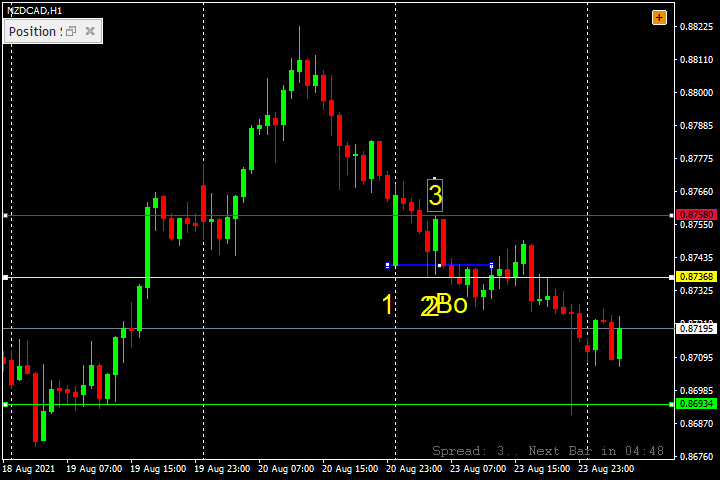 NZDCAD,H1
Position S
0.88225
0.88110
0.88000
0.87885
0.87775
0.87660
0.87580
0.87550
0.87435
0.87368
0.87325
0.87195
0.87095
0.86985
0.86934
0.86870
0.86760
3
1
2
2Bo
Spread: 3.. Next Bar in 04:48
18 Aug 2021
19 Aug 07:00
19 Aug 15:00
19 Aug 23:00
20 Aug 07:00
20 Aug 15:00
20 Aug 23:00
23 Aug 07:00
23 Aug 15:00
23 Aug 23:00